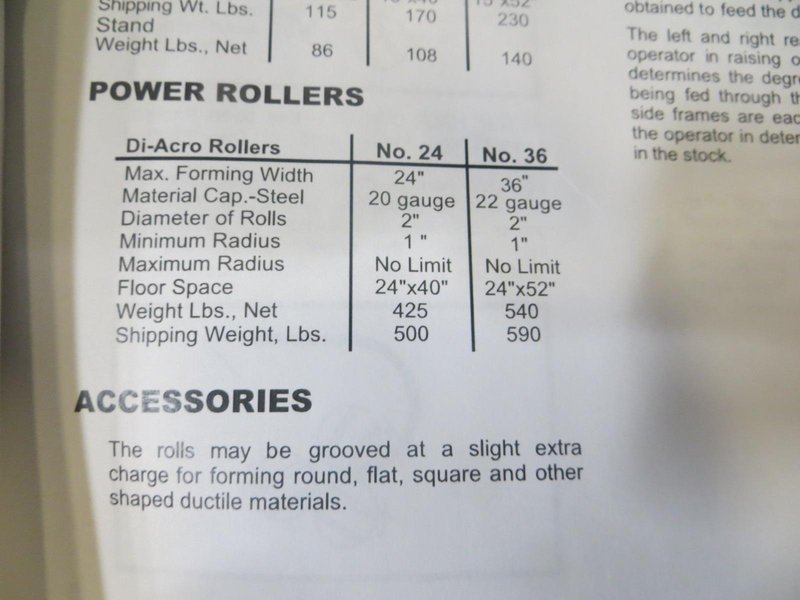 Shipping Wt. Lbs. 115 170 230
Stand
Weight Lbs., Net 86 108 140
POWER ROLLERS
Di-Acro Rollers No. 24 No. 36
Max. Forming Width 24" 36"
Material Cap.-Steel 20 gauge 22 gauge
Diameter of Rolls 2" 2"
Minimum Radius 1 " 1"
Maximum Radius No Limit No Limit
Floor Space 24"x40" 24"x52"
Weight Lbs., Net 425 540
Shipping Weight, Lbs. 500 590
ACCESSORIES
The rolls may be grooved at a slight extra
charge for forming round, flat, square and other
shaped ductile materials.
obtained to feed the
The left and right
operator in raising
determines the
being fed through
side frames are
the operator in
in the stock.